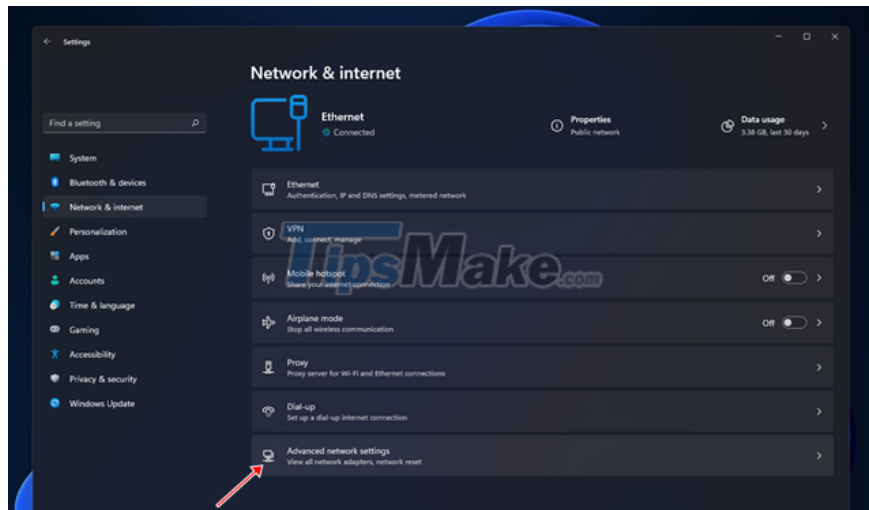 Settings
Network & internet
Ethernet
Connected
Properties
Public network
Data usage
3.38 GB, last 30 days
Find a setting
System
Bluetooth & devices
Network & internet
Personalization
Apps
Accounts
Time & language
Gaming
Accessibility
Privacy & security
Windows Update
Ethernet
Authentication, IP and DNS settings, metered network
VPN
Add, connect, manage
TipsMake.com
Mobile hotspot
Share your internet connection
Off
Airplane mode
Stop all wireless communication
Off
Proxy
Proxy server for Wi-Fi and Ethernet connections
Dial-up
Set up a dial-up internet connection
Advanced network settings
View all network adapters, network reset